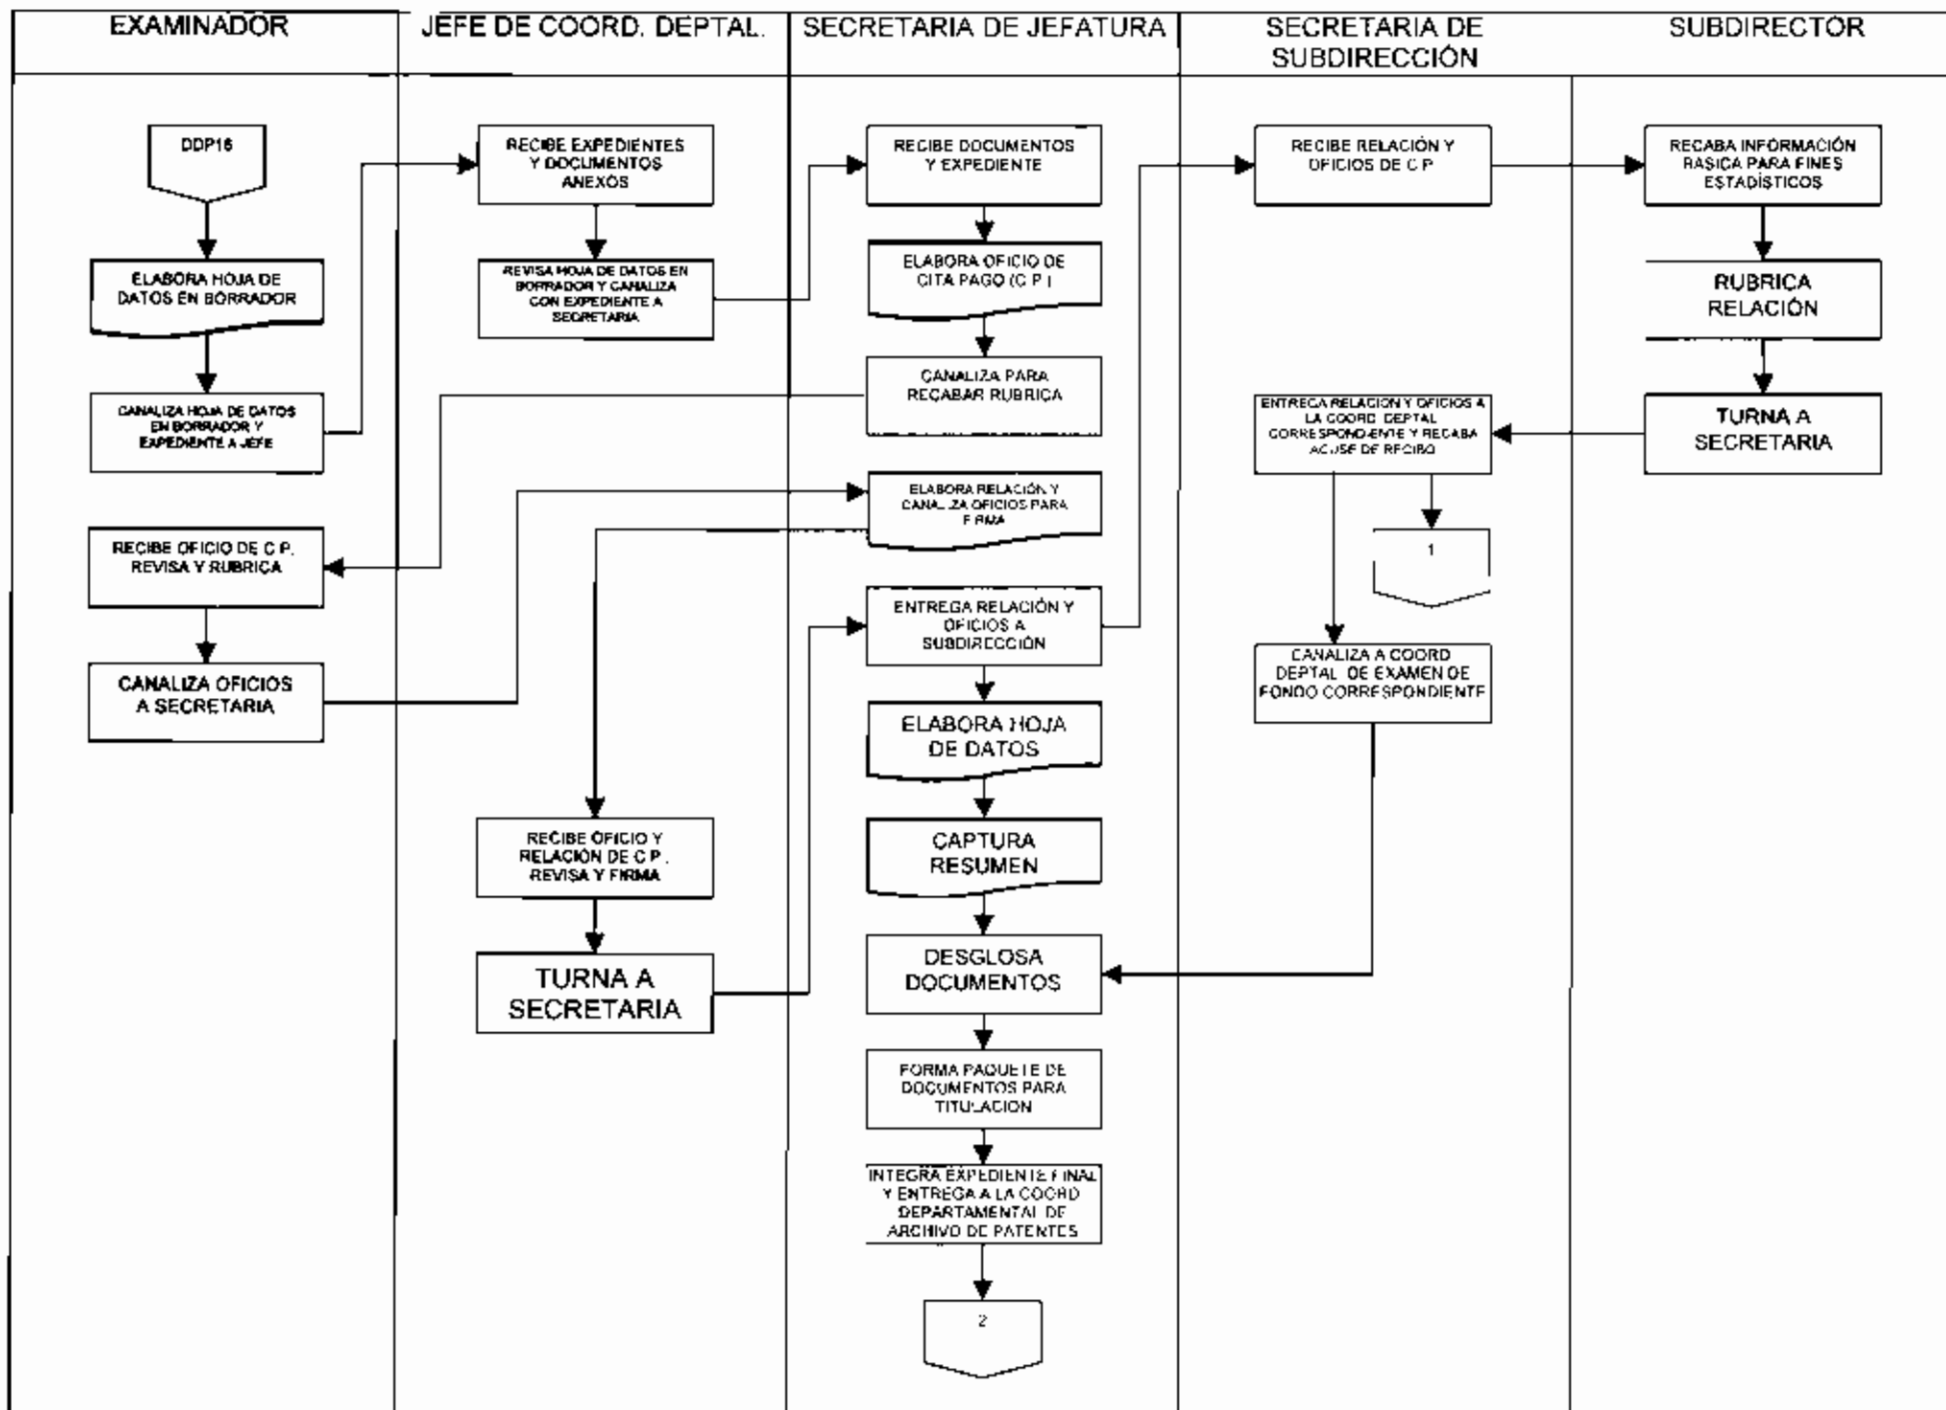 EXAMINADOR
JEFE DE COORD. DEPTAL.
SECRETARIA DE JEFATURA
SECRETARIA DE
SUBDIRECCIÓN
SUBDIRECTOR
DDP16
ELABORA HOJA DE
DATOS EN BORRADOR
CANALIZA HOJA DE DATOS
EN BORRADOR Y
EXPEDIENTE A JEFE
RECIBE OFICIO DE C P.
REVISA Y RUBRICA
CANALIZA OFICIOS
A SECRETARIA
RECIBE EXPEDIENTES
Y DOCUMENTOS
ANEXOS
REVISA HOJA DE DATOS EN
BORRADOR Y CANALIZA
CON EXPEDIENTE A
SECRETARIA
RECIBE OFICIO Y
RELACIÓN DE C P.
REVISA Y FIRMA
TURNA A
SECRETARIA
RECIBE DOCUMENTOS
Y EXPEDIENTE
ELABORA OFICIO DE
CITA PAGO (C P.)
CANALIZA PARA
RECABAR RUBRICA
ELABORA RELACIÓN Y
CANALIZA OFICIOS PARA
FIRMA
ENTREGA RELACIÓN Y
OFICIOS A
SUBDIRECCIÓN
ELABORA HOJA
DE DATOS
CAPTURA
RESUMEN
DESGLOSA
DOCUMENTOS
FORMA PAQUETE DE
DOCUMENTOS PARA
TITULACION
INTEGRA EXPEDIENTE FINAL
Y ENTREGA A LA COORD
DEPARTAMENTAL DE
ARCHIVO DE PATENTES
2
RECIBE RELACIÓN Y
OFICIOS DE C P
ENTREGA RELACION Y OFICIOS A
LA COORD DEPTAL
CORRESPONDIENTE Y RECABA
ACUSE DE RECIBO
1
CANALIZA A COORD
DEPTAL DE EXAMEN DE
FONDO CORRESPONDIENTE
RECABA INFORMACIÓN
BASICA PARA FINES
ESTADÍSTICOS
RUBRICA
RELACIÓN
TURNA A
SECRETARIA